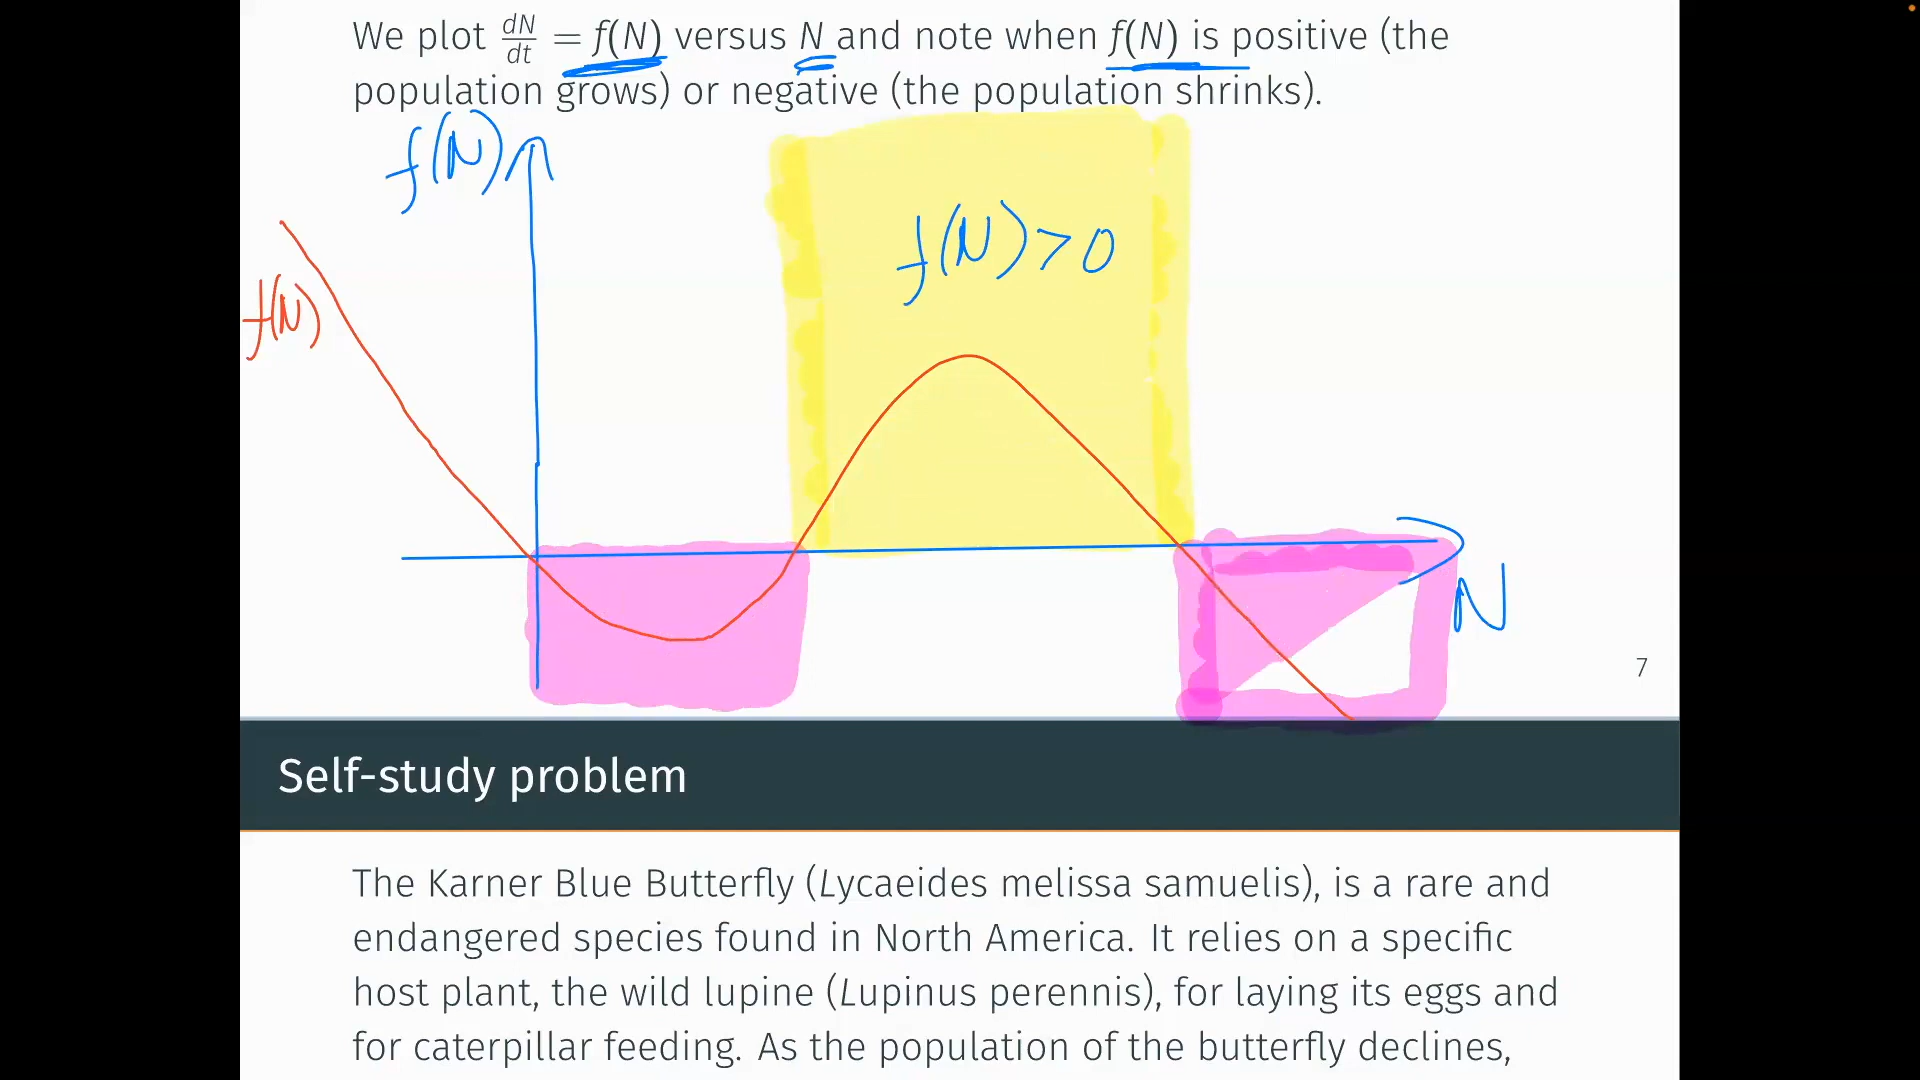 We plot dN/dt = f(N) versus N and note when f(N) is positive (the
population grows) or negative (the population shrinks).
f(N)
f(N) > 0
f(N)
N
7
Self-study problem
The Karner Blue Butterfly (Lycaeides melissa samuelis), is a rare and
endangered species found in North America. It relies on a specific
host plant, the wild lupine (Lupinus perennis), for laying its eggs and
for caterpillar feeding. As the population of the butterfly declines,